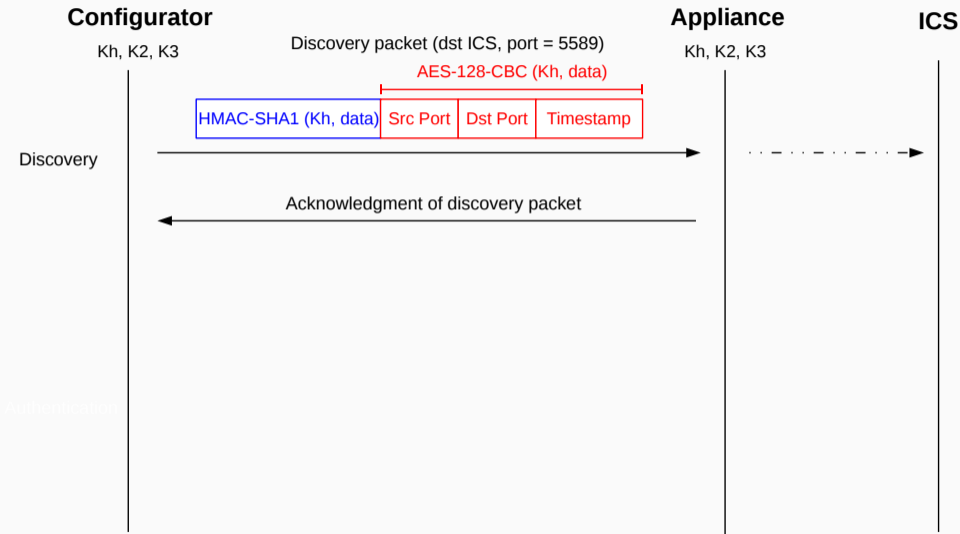 Configurator
Appliance
ICS
Kh, K2, K3
Discovery packet (dst ICS, port = 5589)
Kh, K2, K3
AES-128-CBC (Kh, data)
HMAC-SHA1 (Kh, data)
Src Port
Dst Port
Timestamp
Discovery
Acknowledgment of discovery packet
Authentication